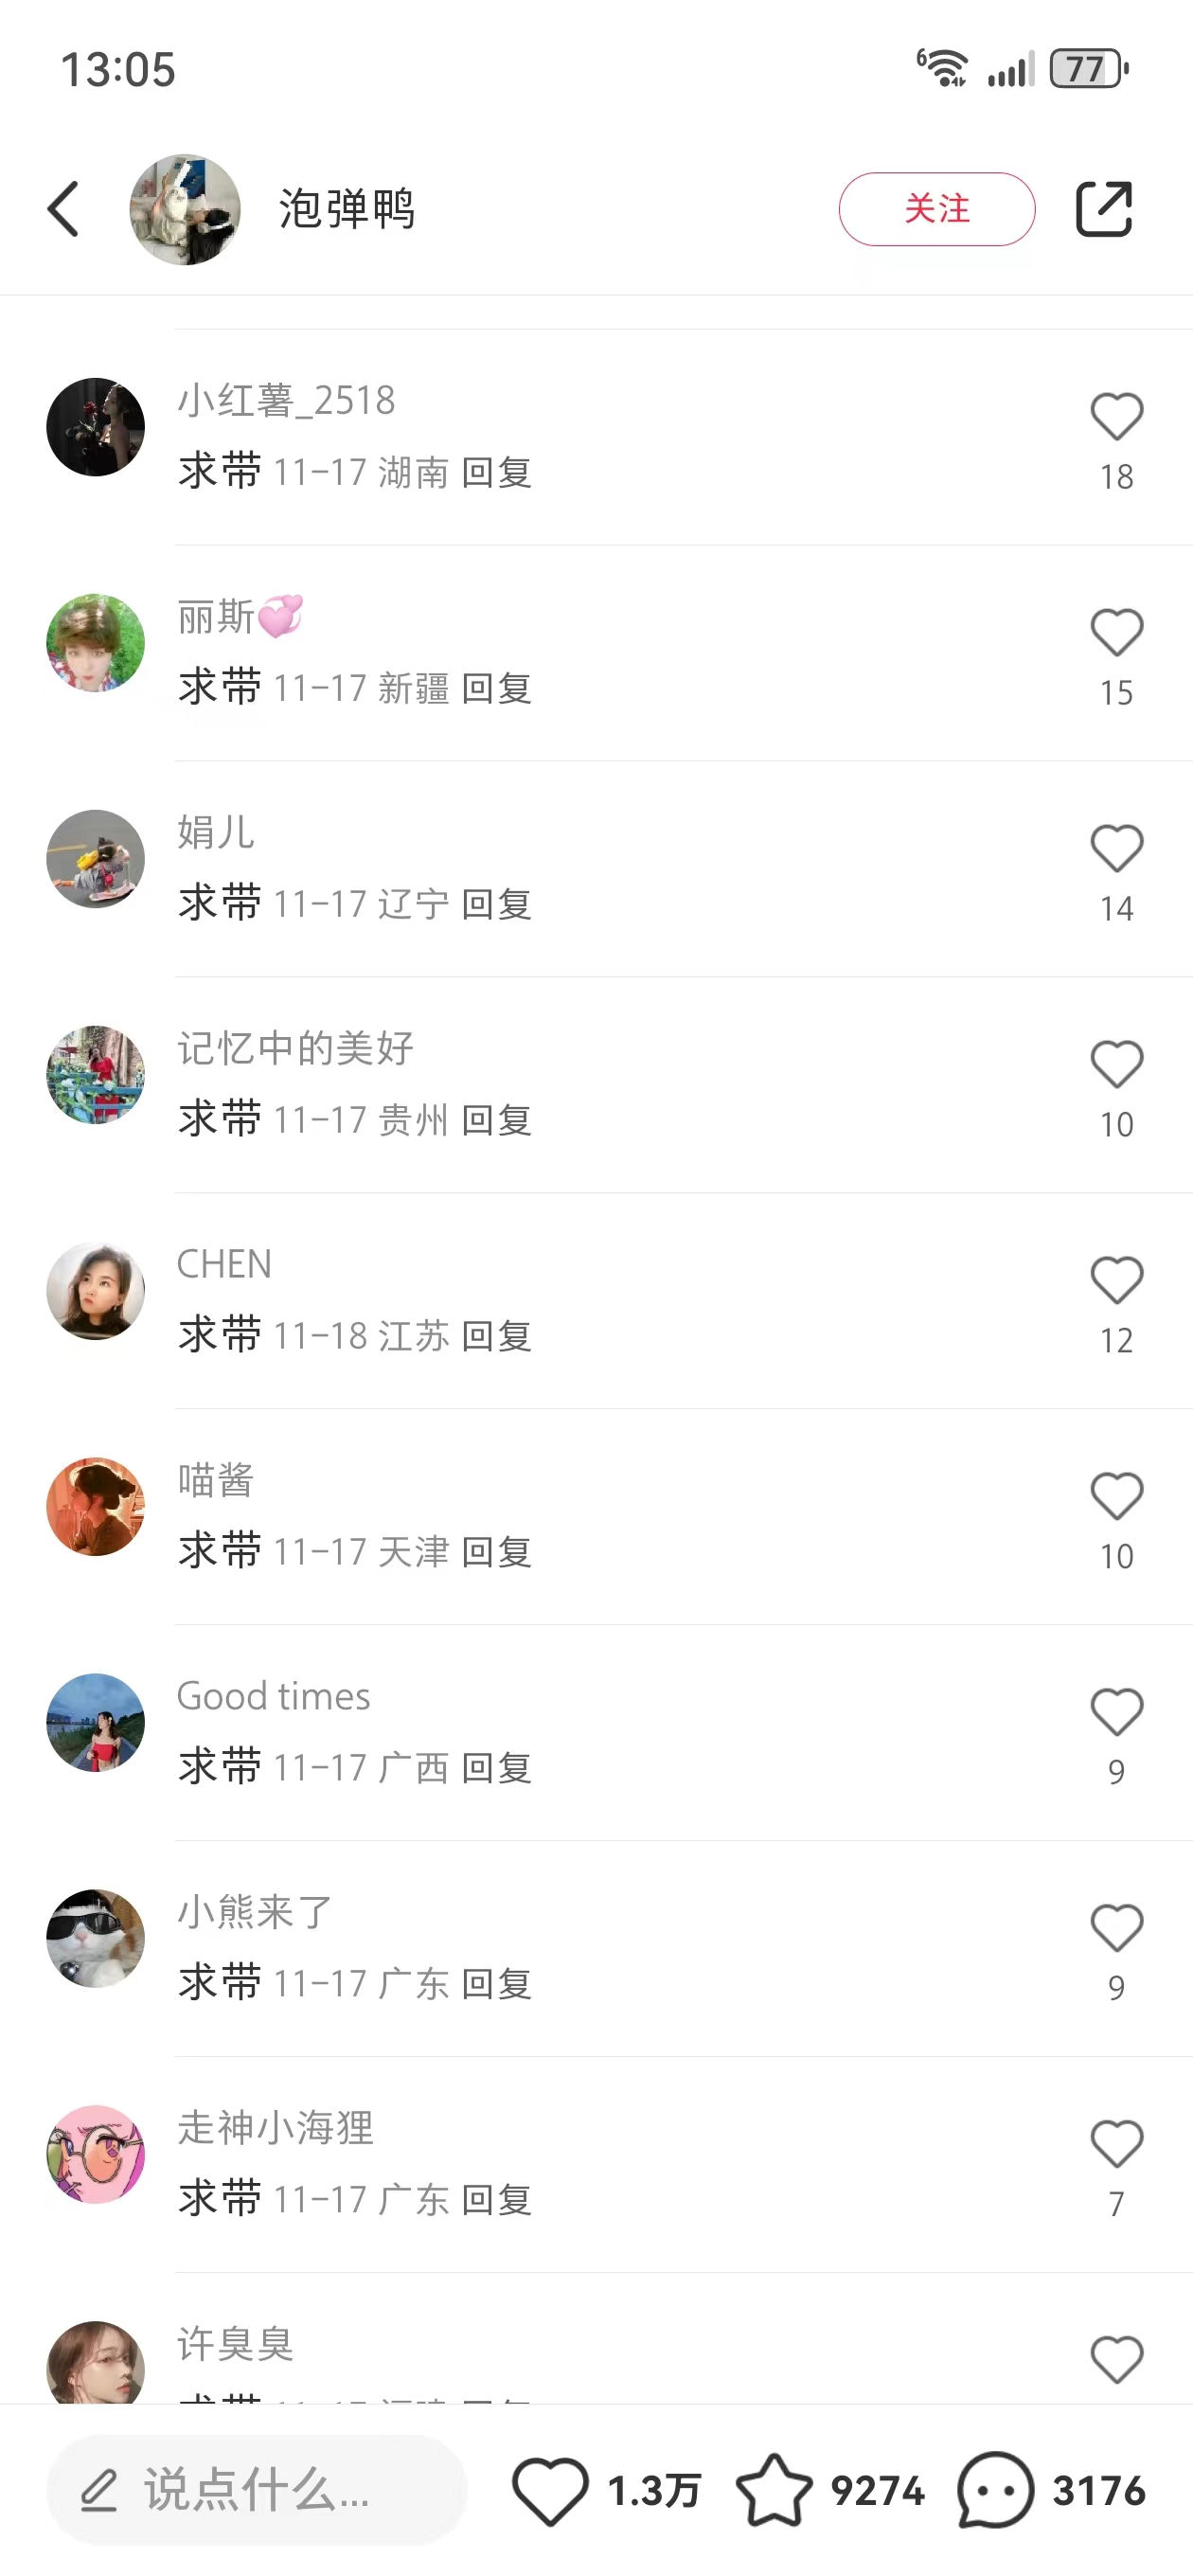 13:05
6
77
泡弹鸭
关注
小红薯_2518
求带 11-17 湖南 回复
18
丽斯
求带 11-17 新疆 回复
15
娟儿
求带 11-17 辽宁 回复
14
记忆中的美好
求带 11-17 贵州 回复
10
CHEN
求带 11-18 江苏 回复
12
喵酱
求带 11-17 天津 回复
10
Good times
求带 11-17 广西 回复
9
小熊来了
求带 11-17 广东 回复
9
走神小海狸
求带 11-17 广东 回复
7
许臭臭
说点什么...
1.3万
9274
3176